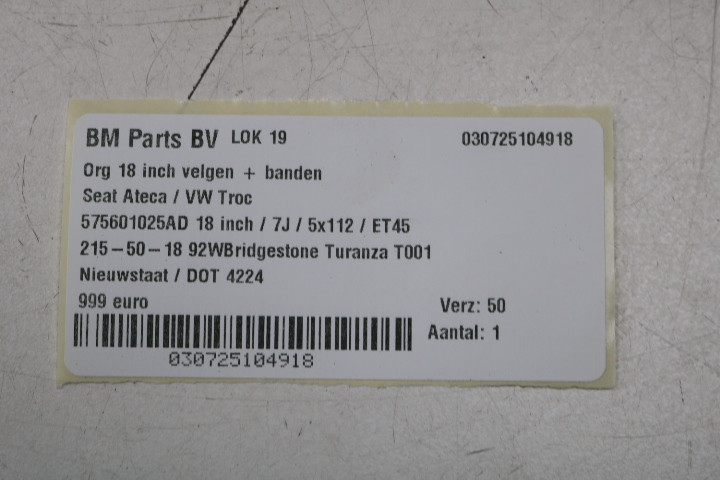 BM Parts BV LOK 19 030725104918
Org 18 inch velgen + banden
Seat Ateca / VW Troc
575601025AD 18 inch / 7J / 5x112 / ET45
215-50-18 92WBridgestone Turanza T001
Nieuwstaat / DOT 4224
999 euro Verz: 50
Aantal: 1
030725104918